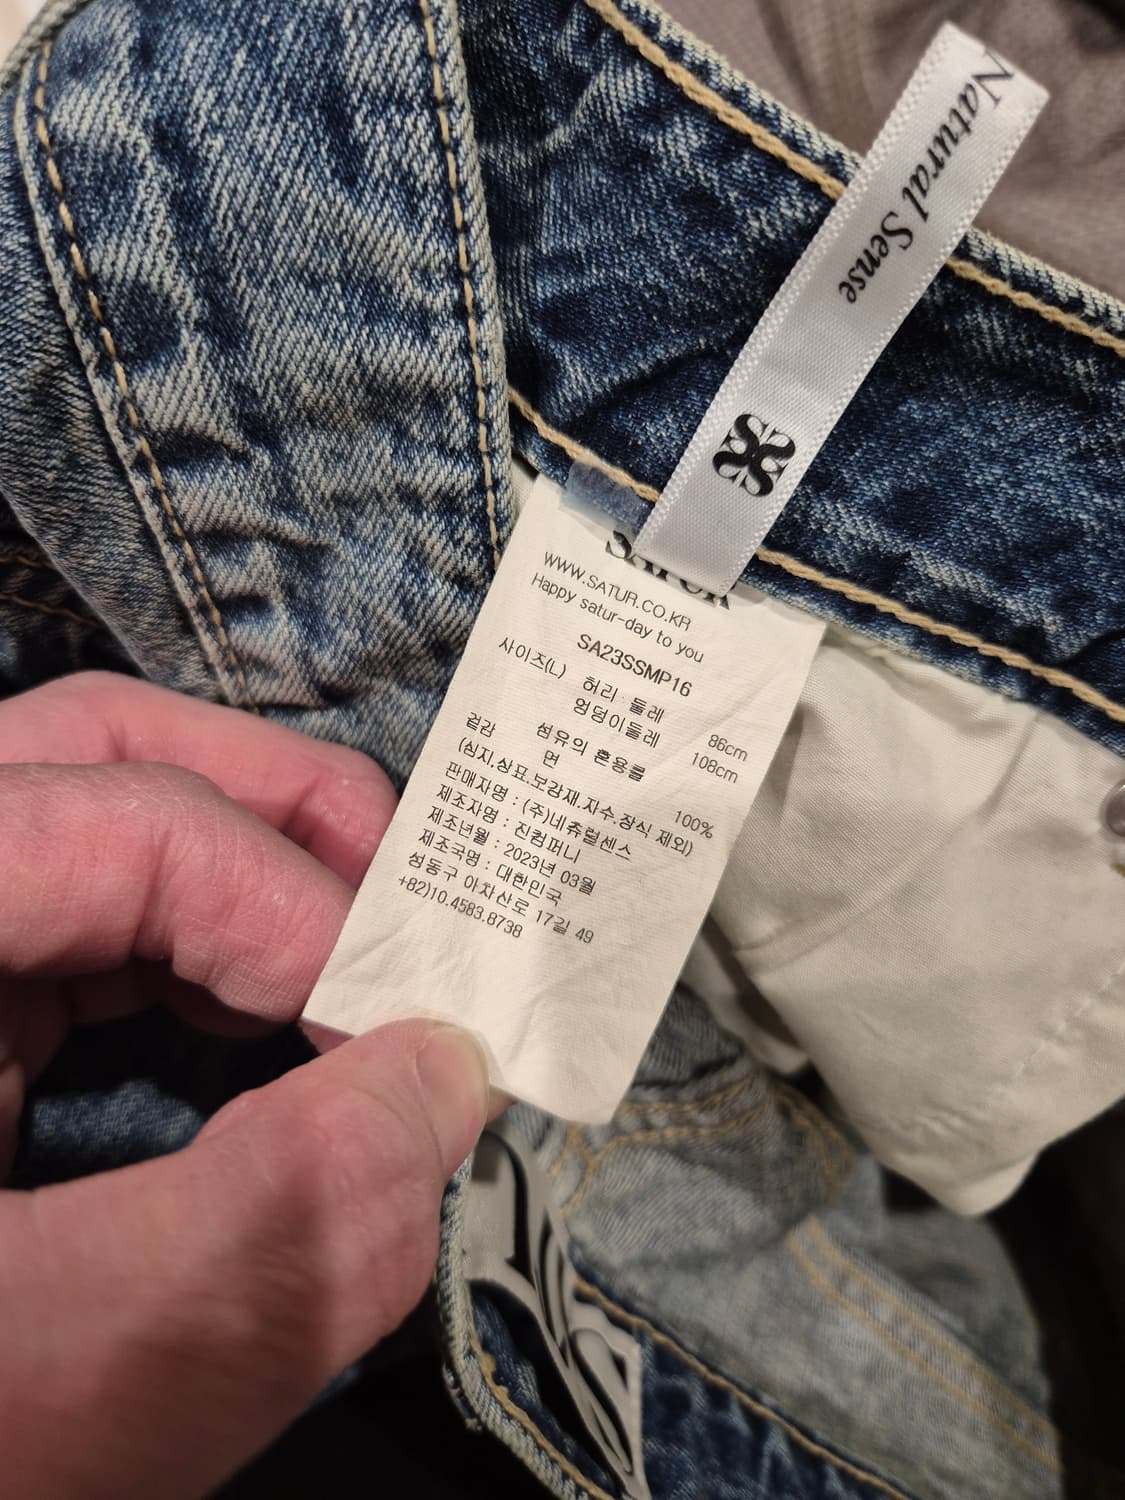 Natural Sense
SATUR
WWW.SATUR.CO.KR
Happy satur-day to you
SA23SSMP16
사이즈(L) 허리 둘레 86cm
엉덩이둘레 108cm
겉감 섬유의 혼용률
면 100%
(심지,상표.보강재.자수.장식 제외)
판매자명 : (주)네츄럴센스
제조자명 : 진컴퍼니
제조년월 : 2023년 03월
제조국명 : 대한민국
성동구 아차산로 17길 49
+82)10.4583.8738